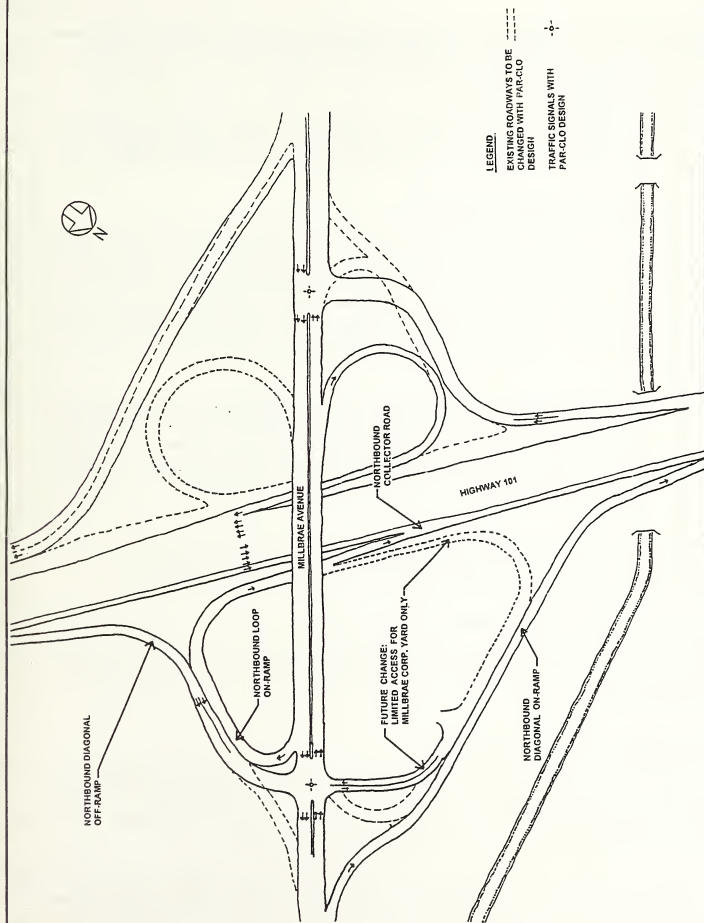 NORTHBOUND DIAGONAL
OFF-RAMP
NORTHBOUND LOOP
ON-RAMP
MILLBRAE AVENUE
N
NORTHBOUND
COLLECTOR ROAD
HIGHWAY 101
FUTURE CHANGE:
LIMITED ACCESS FOR
MILLBRAE CORP. YARD ONLY
NORTHBOUND
DIAGONAL ON-RAMP
LEGEND
EXISTING ROADWAYS TO BE
CHANGED WITH PAR-CLO
DESIGN
TRAFFIC SIGNALS WITH
PAR-CLO DESIGN